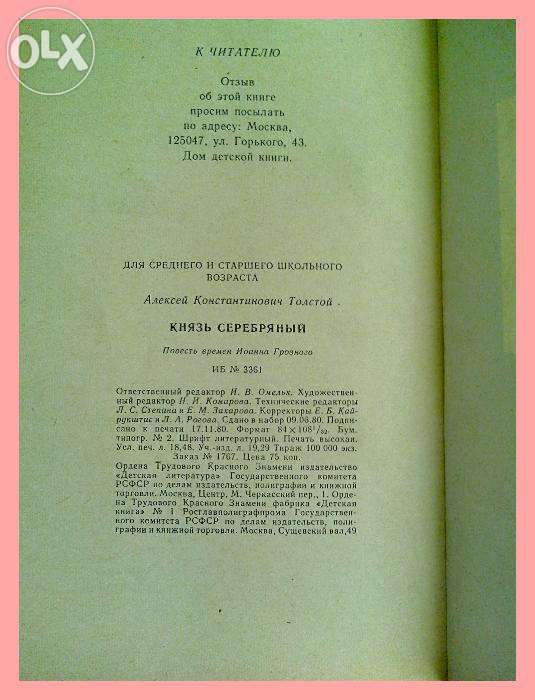 OLX
К ЧИТАТЕЛЮ
Отзыв
об этой книге
просим посылать
по адресу: Москва,
125047, ул. Горького, 43.
Дом детской книги.
ДЛЯ СРЕДНЕГО И СТАРШЕГО ШКОЛЬНОГО
ВОЗРАСТА
Алексей Константинович Толстой
КНЯЗЬ СЕРЕБРЯНЫЙ
Повесть времен Иоанна Грозного
ИБ № 3361
Ответственный редактор И. В. Омельх. Художествен-
ный редактор Н. И. Комарова. Технические редакторы
Л. С. Степина и Е. М. Захарова. Корректоры Е. Б. Кай-
рукштис и Л. А. Рогова. Сдано в набор 09.06.80. Подпи-
сано к печати 17.11.80. Формат 84×108¹/₃₂. Бум.
типогр. № 2. Шрифт литературный. Печать высокая.
Усл. печ. л. 18,48. Уч.-изд. л. 19,29 Тираж 100 000 экз.
Заказ № 1767. Цена 75 коп.
Ордена Трудового Красного Знамени издательство
«Детская литература» Государственного комитета
РСФСР по делам издательств, полиграфии и книжной
торговли. Москва, Центр, М. Черкасский пер., 1. Орде-
на Трудового Красного Знамени фабрика «Детская
книга» № 1 Росглавполиграфпрома Государствен-
ного комитета РСФСР по делам издательств, поли-
графии и книжной торговли. Москва, Сущевский вал, 49